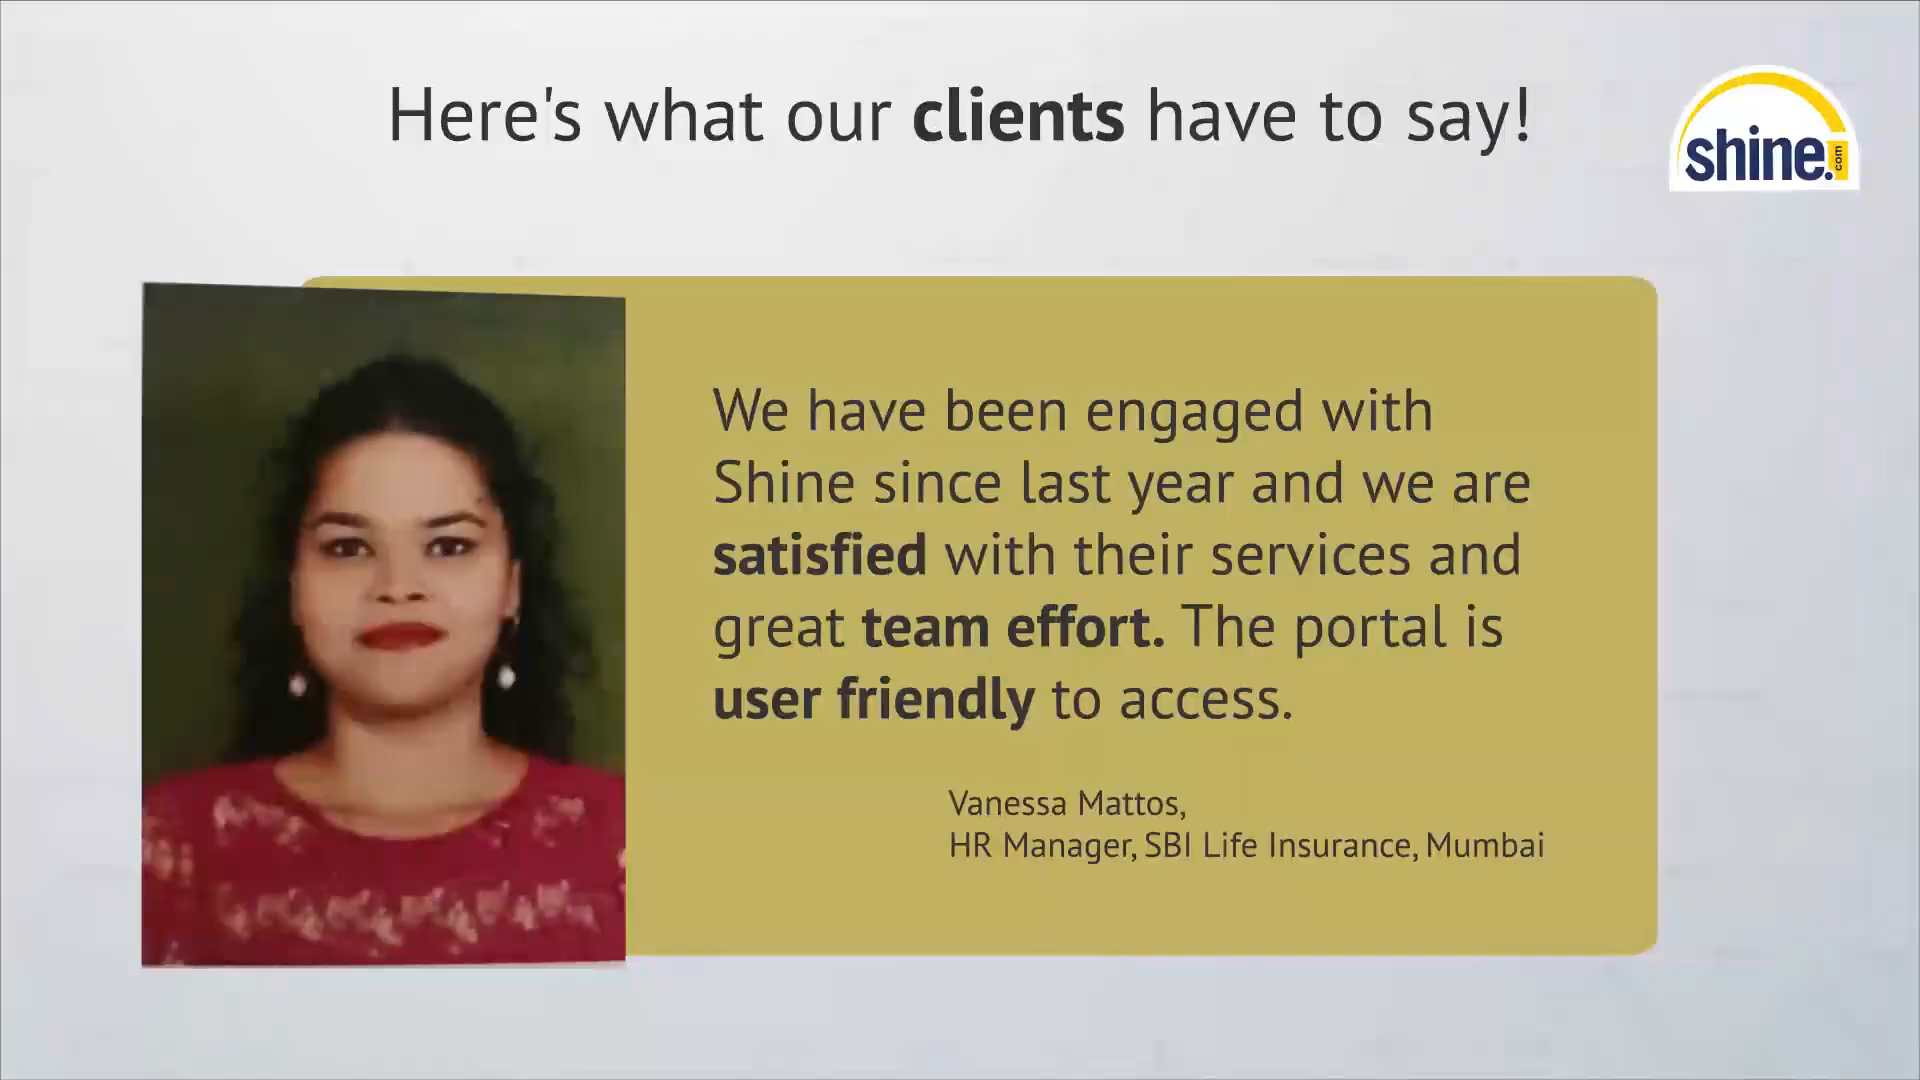 Here's what our clients have to say!
shine.com
We have been engaged with
Shine since last year and we are
satisfied with their services and
great team effort. The portal is
user friendly to access.
Vanessa Mattos,
HR Manager, SBI Life Insurance, Mumbai